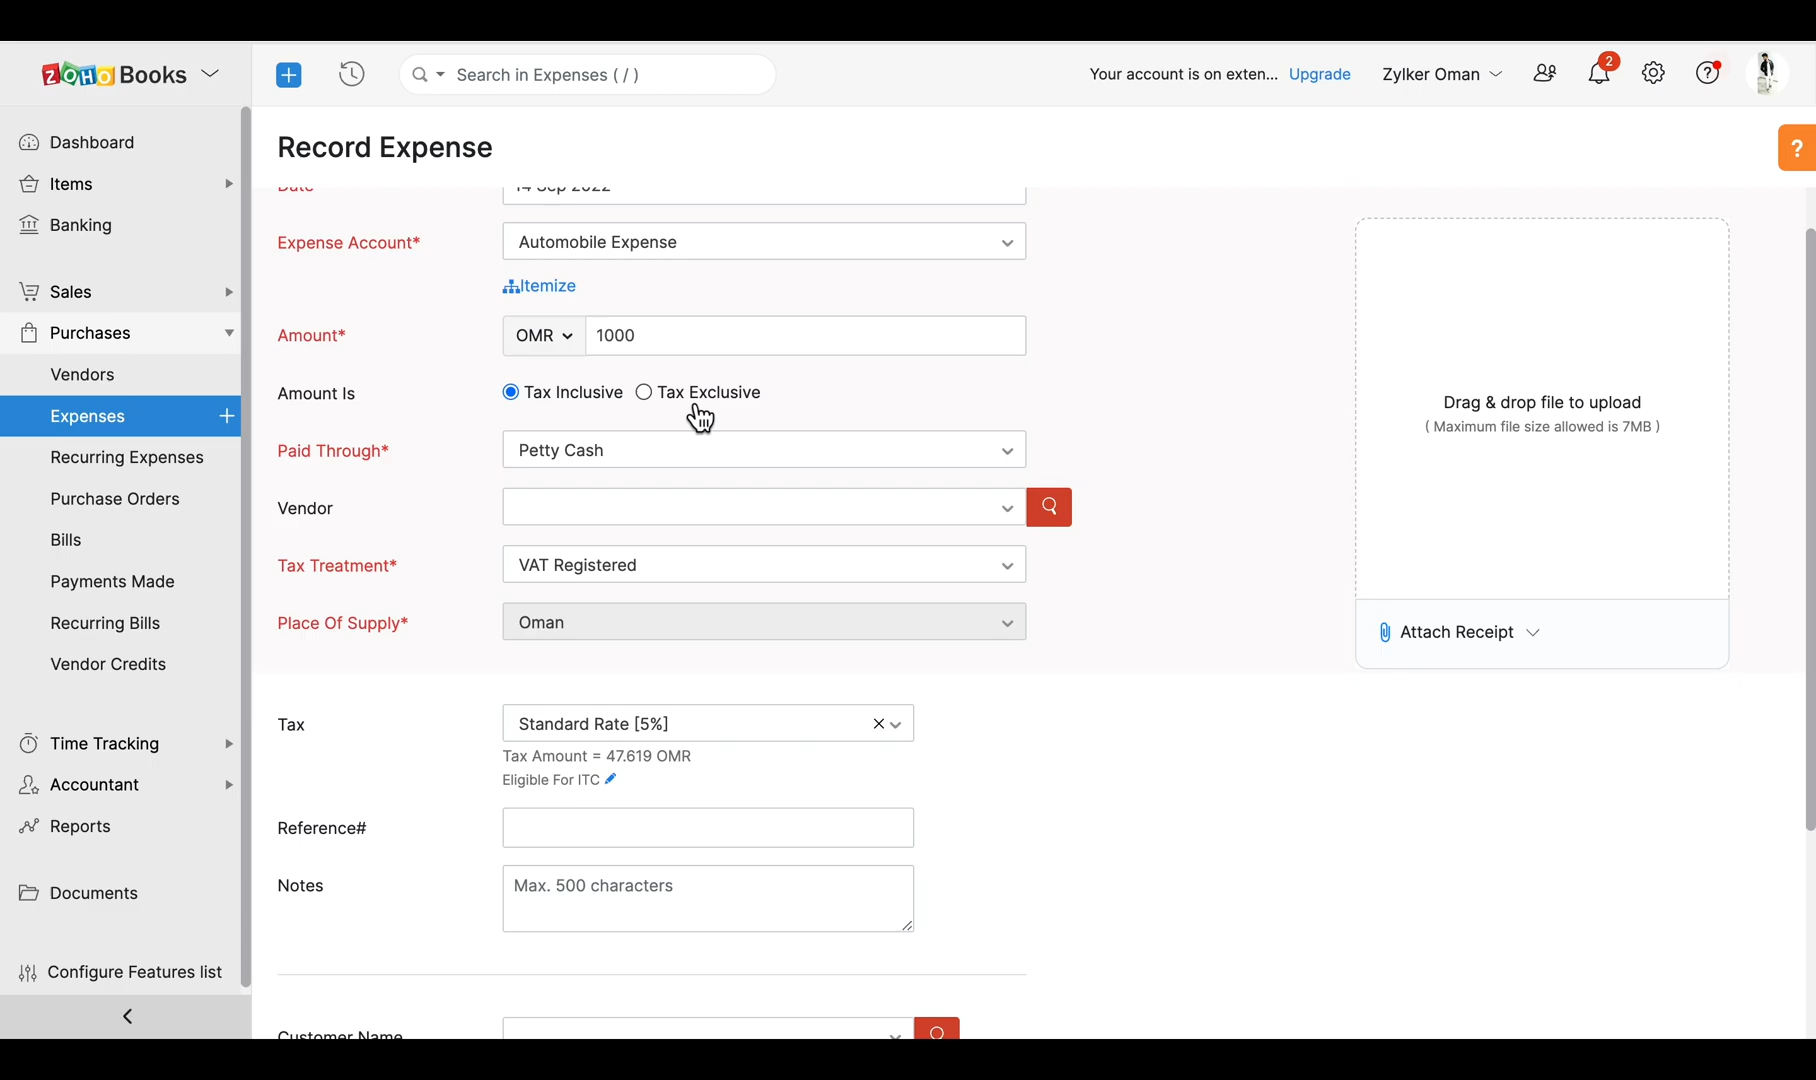 ZOHO Books
Search in Expenses ( / )
Your account is on exten... Upgrade
Zylker Oman
2
?
Dashboard
Items
Banking
Sales
Purchases
Vendors
Expenses +
Recurring Expenses
Purchase Orders
Bills
Payments Made
Recurring Bills
Vendor Credits
Time Tracking
Accountant
Reports
Documents
Configure Features list
Record Expense
?
Date 14 Sep 2022
Expense Account* Automobile Expense
Itemize
Amount* OMR 1000
Amount Is Tax Inclusive Tax Exclusive
Paid Through* Petty Cash
Vendor
Tax Treatment* VAT Registered
Place Of Supply* Oman
Tax Standard Rate [5%]
Tax Amount = 47.619 OMR
Eligible For ITC
Reference#
Notes Max. 500 characters
Customer Name
Drag & drop file to upload
( Maximum file size allowed is 7MB )
Attach Receipt